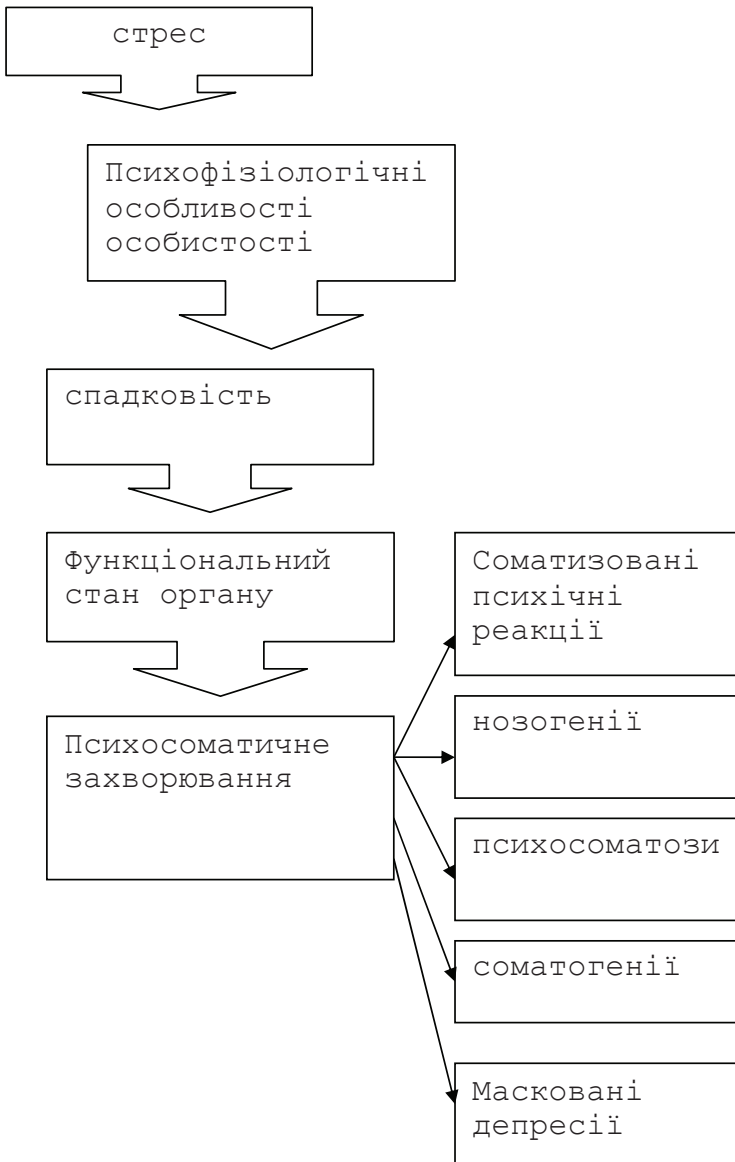 стрес
Психофізіологічні
особливості
особистості
спадковість
Функціональний
стан органу
Психосоматичне
захворювання
Соматизовані
психічні
реакції
нозогенії
психосоматози
соматогенії
Масковані
депресії